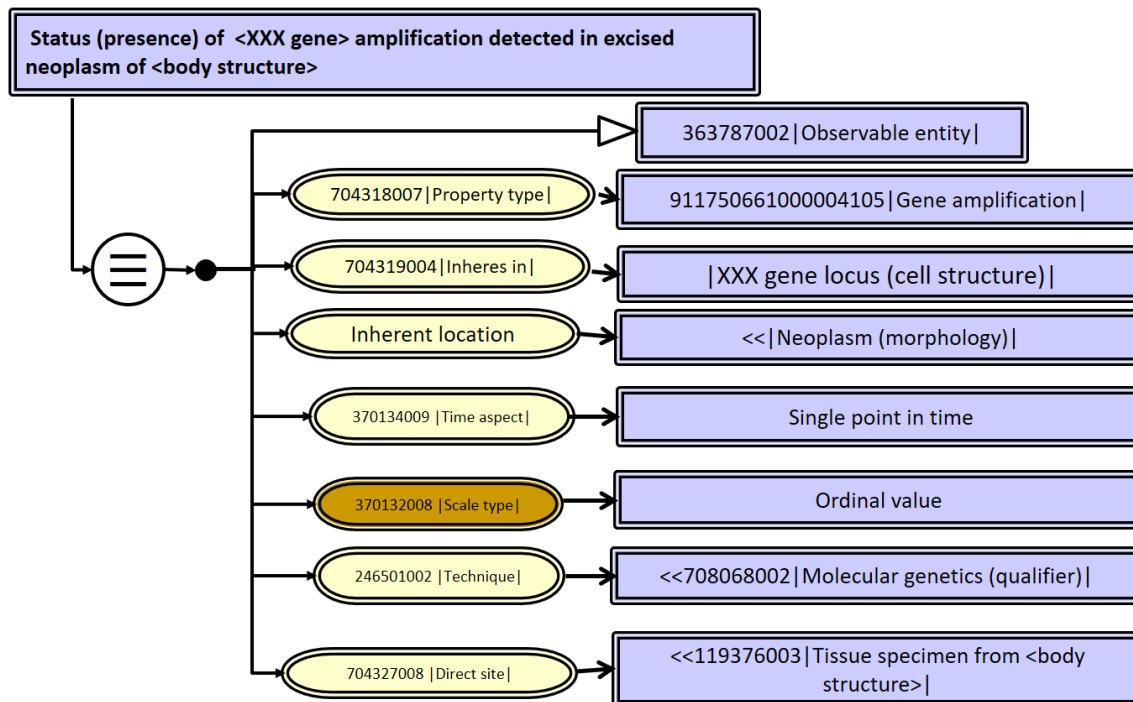 Status (presence) of <XXX gene> amplification detected in excised
neoplasm of <body structure>
363787002|Observable entity|
704318007|Property type|
911750661000004105|Gene amplification|
704319004|Inheres in|
|XXX gene locus (cell structure)|
Inherent location
<<|Neoplasm (morphology)|
370134009 |Time aspect|
Single point in time
370132008 |Scale type|
Ordinal value
246501002 |Technique|
<<708068002|Molecular genetics (qualifier)|
704327008 |Direct site|
<<119376003|Tissue specimen from <body
structure>|